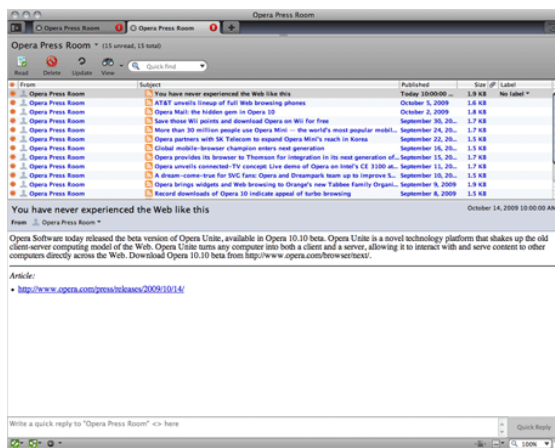 Opera Press Room
Opera Press Room
Opera Press Room
Opera Press Room (15 unread, 15 total)
Read Delete Update View Quick Find
From Subject Published Size Label
Opera Press Room You have never experienced the Web like this Today 10:00:00 ... 1.9 KB No label
Opera Press Room AT&T unveils lineup of full Web browsing phones October 5, 2009 1.6 KB
Opera Press Room Opera Mail: the hidden gem in Opera 10 October 2, 2009 1.8 KB
Opera Press Room Save those Wii points and download Opera on Wii for free September 30, 20... 1.7 KB
Opera Press Room More than 30 million people use Opera Mini — the world's most popular mobil... September 24, 20... 1.7 KB
Opera Press Room Opera partners with SK Telecom to expand Opera Mini's reach in Korea September 22, 20... 1.5 KB
Opera Press Room Global mobile-browser champion enters next generation September 16, 20... 1.5 KB
Opera Press Room Opera provides its browser to Thomson for integration in its next generation of... September 15, 20... 1.7 KB
Opera Press Room Opera unveils connected-TV concept: Live demo of Opera on Intel's CE 3100 at... September 11, 20... 1.7 KB
Opera Press Room A dream-come-true for SVG fans: Opera and Dreampark team up to improve S... September 10, 20... 1.5 KB
Opera Press Room Opera brings widgets and Web browsing to Orange's new Tabbee Family Organi... September 9, 2009 1.9 KB
Opera Press Room Record downloads of Opera 10 indicate appeal of turbo browsing September 8, 2009 1.9 KB
You have never experienced the Web like this October 14, 2009 10:00:00 AM
From Opera Press Room
Opera Software today released the beta version of Opera Unite, available in Opera 10.10 beta. Opera Unite is a novel technology platform that shakes up the old
client-server computing model of the Web. Opera Unite turns any computer into both a client and a server, allowing it to interact with and serve content to other
computers directly across the Web. Download Opera 10.10 beta from http://www.opera.com/browser/next/.
Article:
• http://www.opera.com/press/releases/2009/10/14/
Write a quick reply to "Opera Press Room" <> here Quick Reply
100%